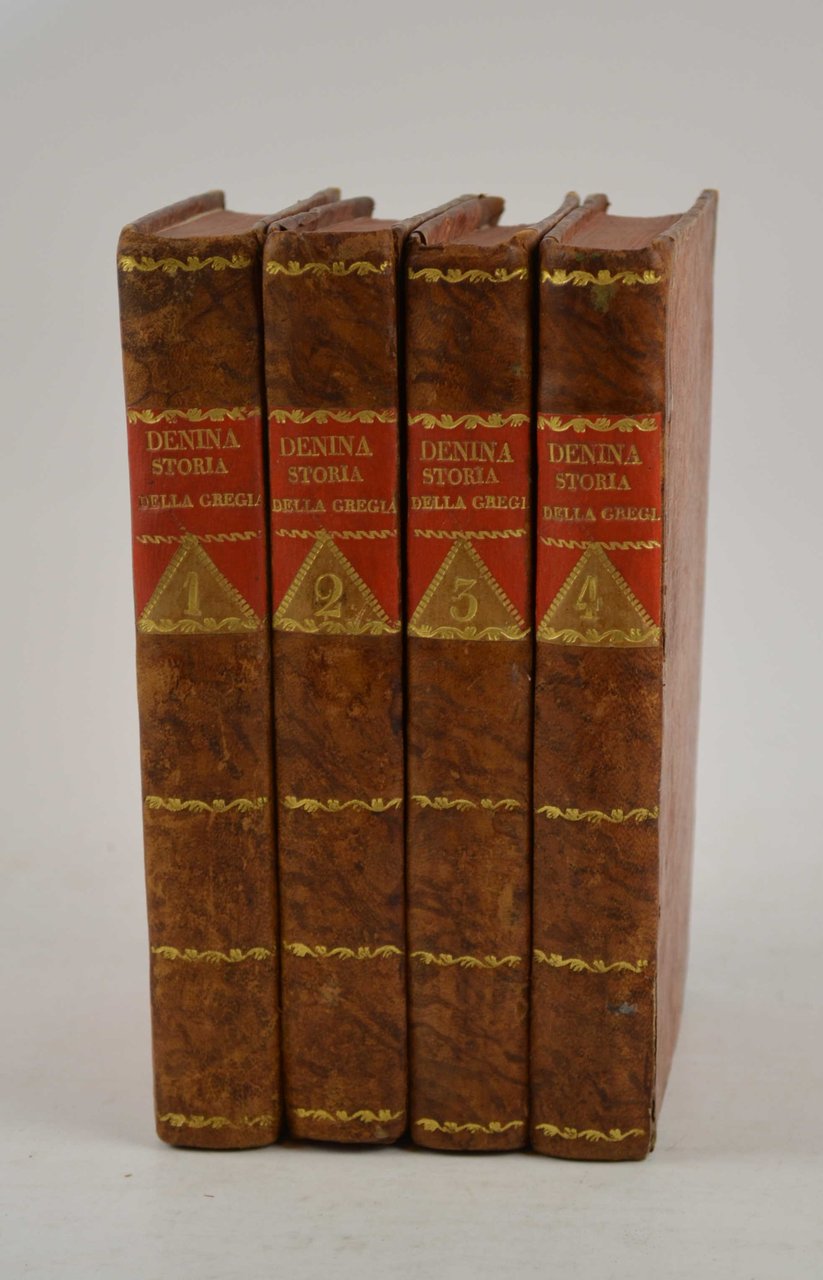 DENINA
STORIA
DELLA GREGIA
1
DENINA
STORIA
DELLA GREGIA
2
DENINA
STORIA
DELLA GREGI
3
DENINA
STORIA
DELLA GREGI
4